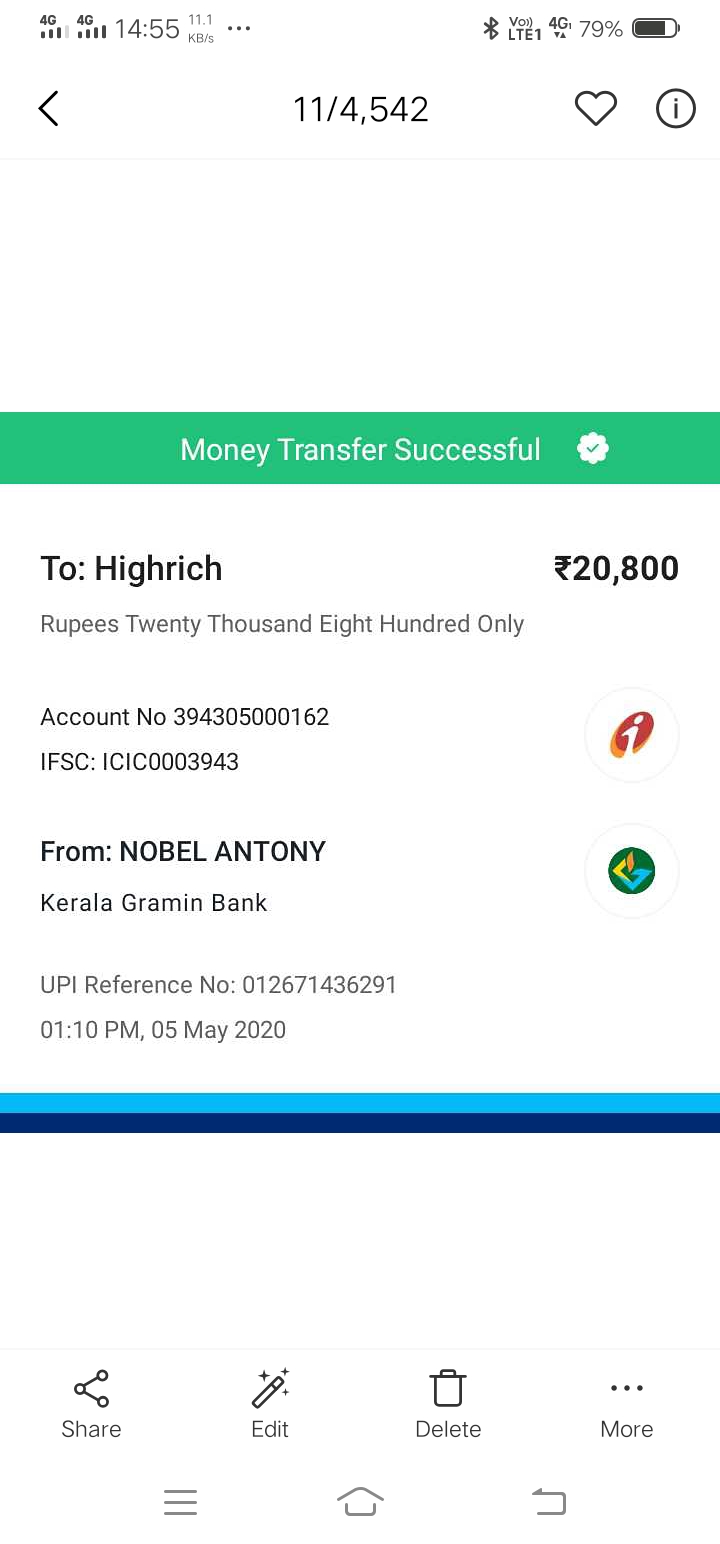 4G 4G 14:55 11.1 KB/s ... Vo)) LTE1 4G 79%
11/4,542
Money Transfer Successful
To: Highrich ₹20,800
Rupees Twenty Thousand Eight Hundred Only
Account No 394305000162
IFSC: ICIC0003943
From: NOBEL ANTONY
Kerala Gramin Bank
UPI Reference No: 012671436291
01:10 PM, 05 May 2020
Share Edit Delete More